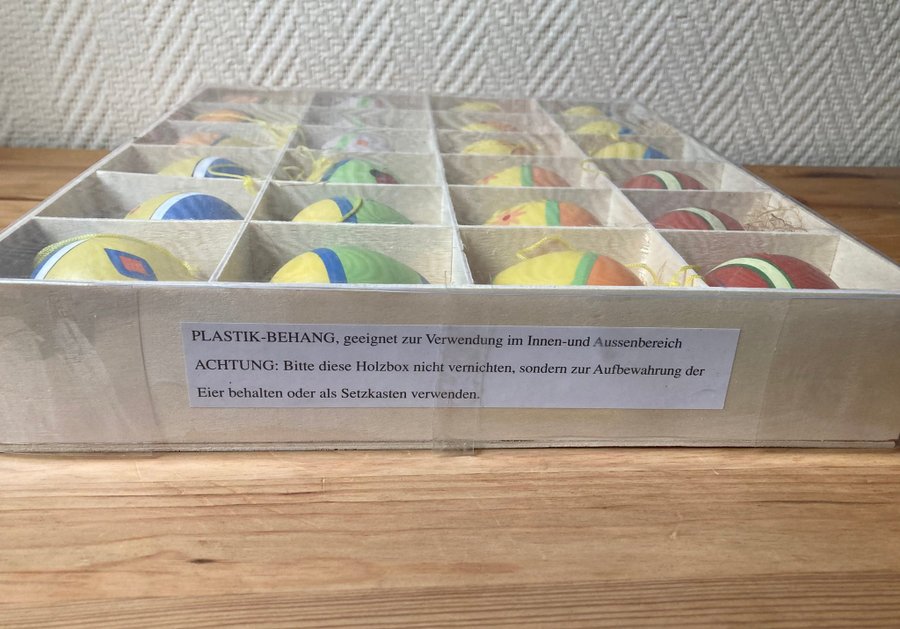 PLASTIK-BEHANG, geeignet zur Verwendung im Innen-und Aussenbereich
ACHTUNG: Bitte diese Holzbox nicht vernichten, sondern zur Aufbewahrung der
Eier behalten oder als Setzkasten verwenden.